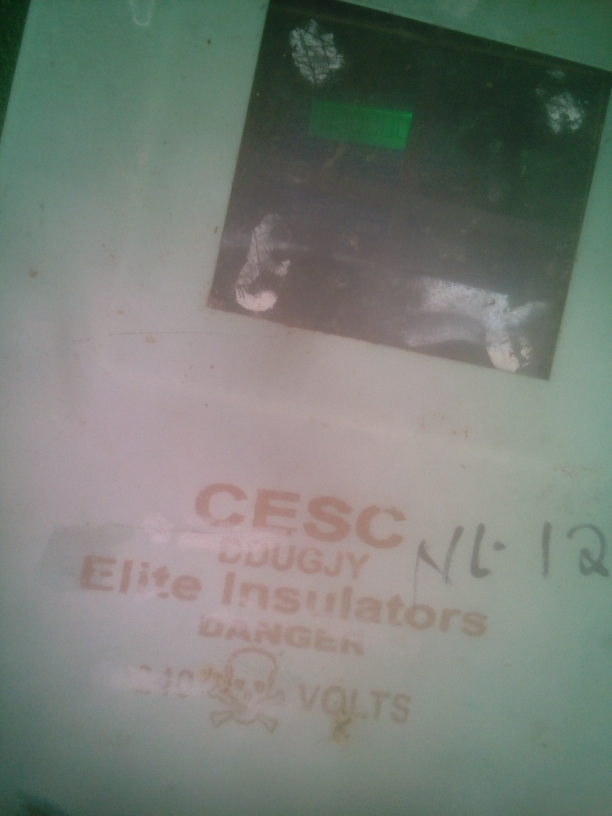 CESC
DDUGJY
NL-12
Elite Insulators
DANGER
VOLTS